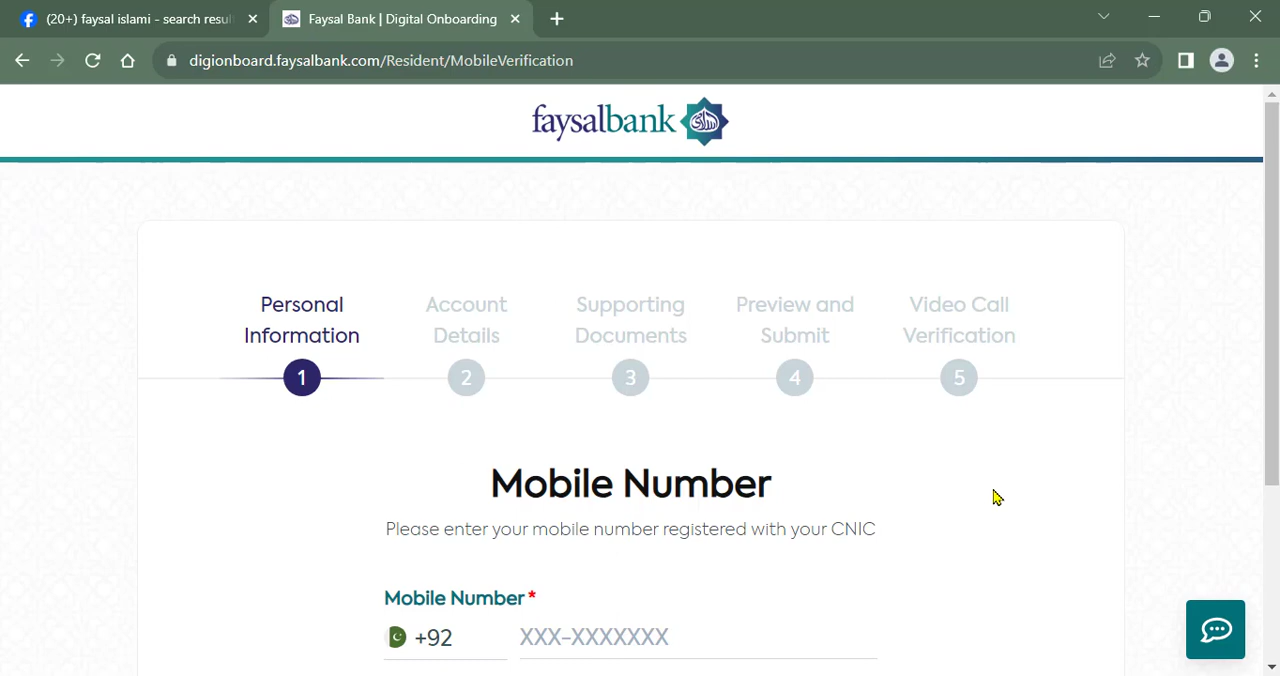 (20+) faysal islami - search resul
Faysal Bank | Digital Onboarding
digionboard.faysalbank.com/Resident/MobileVerification
faysalbank
Personal Information
Account Details
Supporting Documents
Preview and Submit
Video Call Verification
1
2
3
4
5
Mobile Number
Please enter your mobile number registered with your CNIC
Mobile Number *
+92 XXX-XXXXXXX